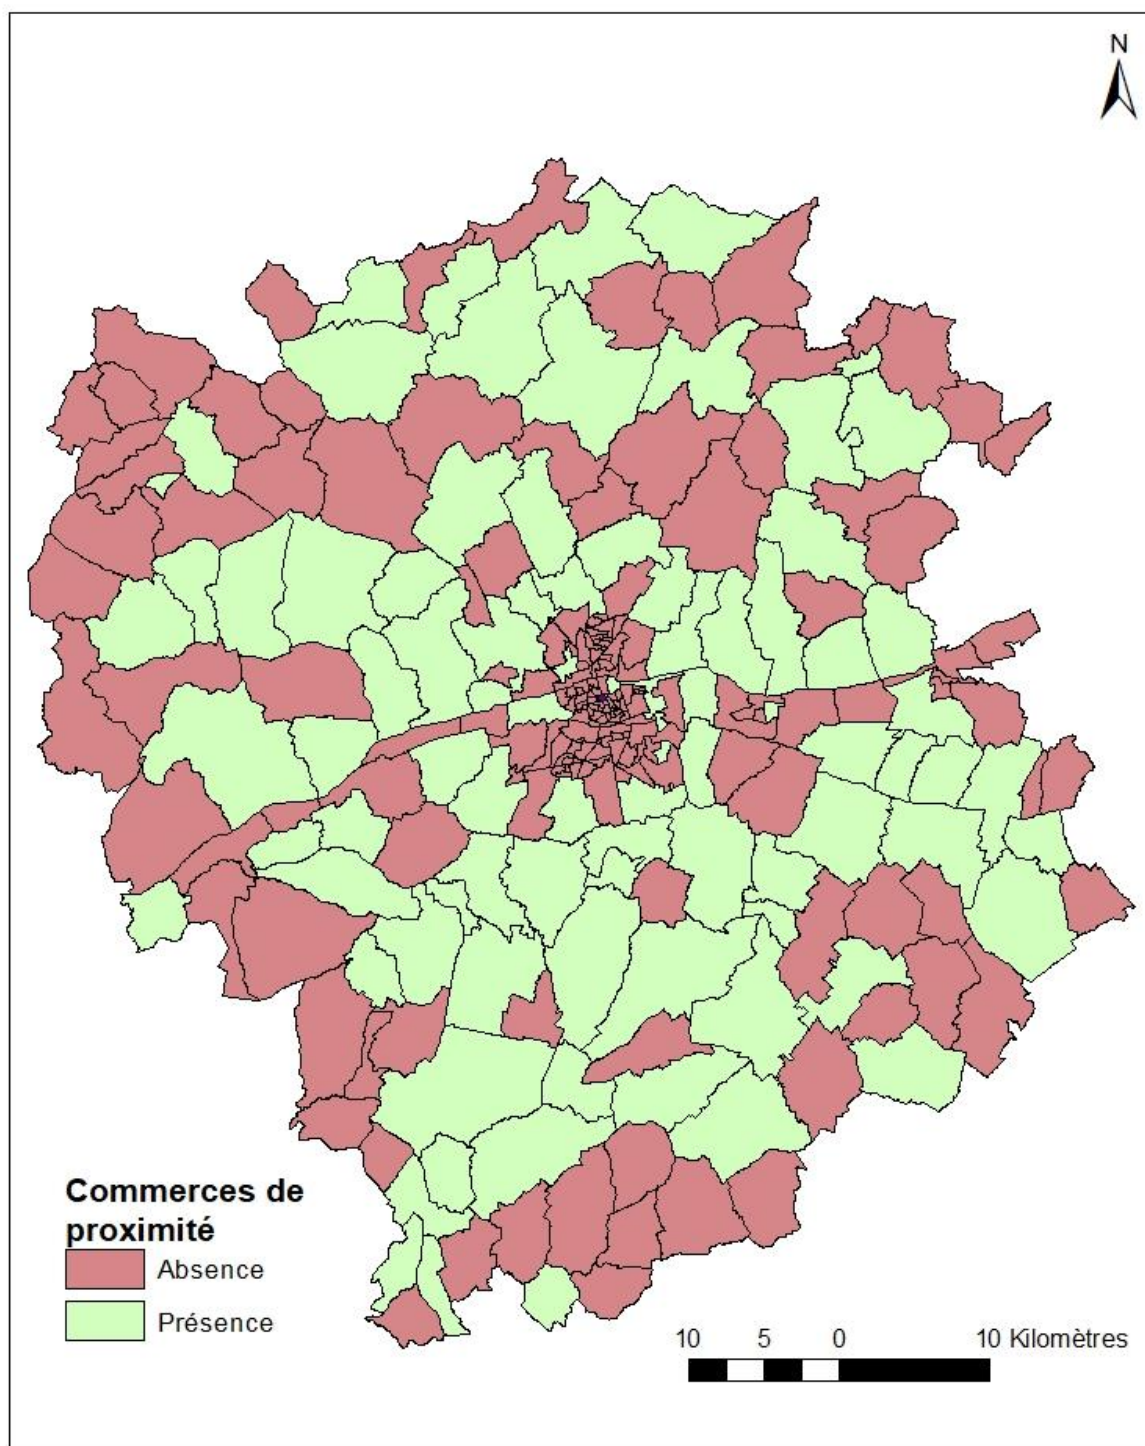 N
Commerces de
proximité
Absence
Présence
10 5 0 10 Kilomètres